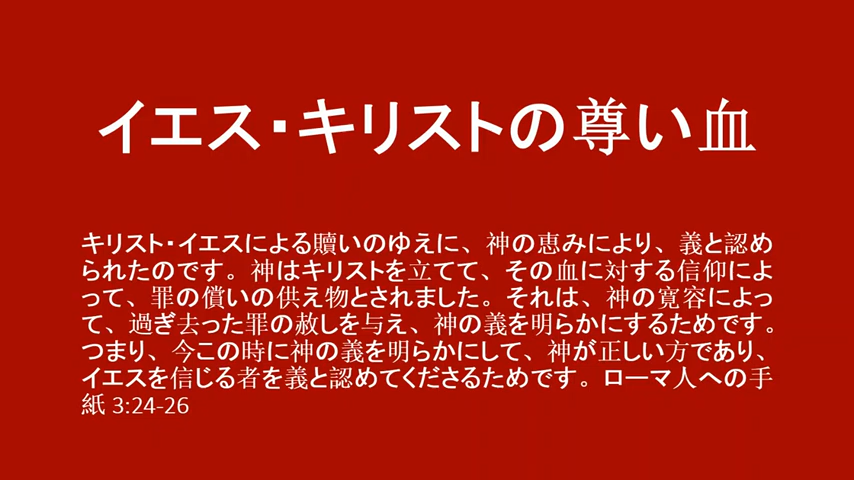 イエス・キリストの尊い血
キリスト・イエスによる贖いのゆえに、神の恵みにより、義と認め
られたのです。神はキリストを立てて、その血に対する信仰によ
って、罪の償いの供え物とされました。それは、神の寛容によっ
て、過ぎ去った罪の赦しを与え、神の義を明らかにするためです。
つまり、今この時に神の義を明らかにして、神が正しい方であり、
イエスを信じる者を義と認めてくださるためです。ローマ人への手
紙 3:24-26